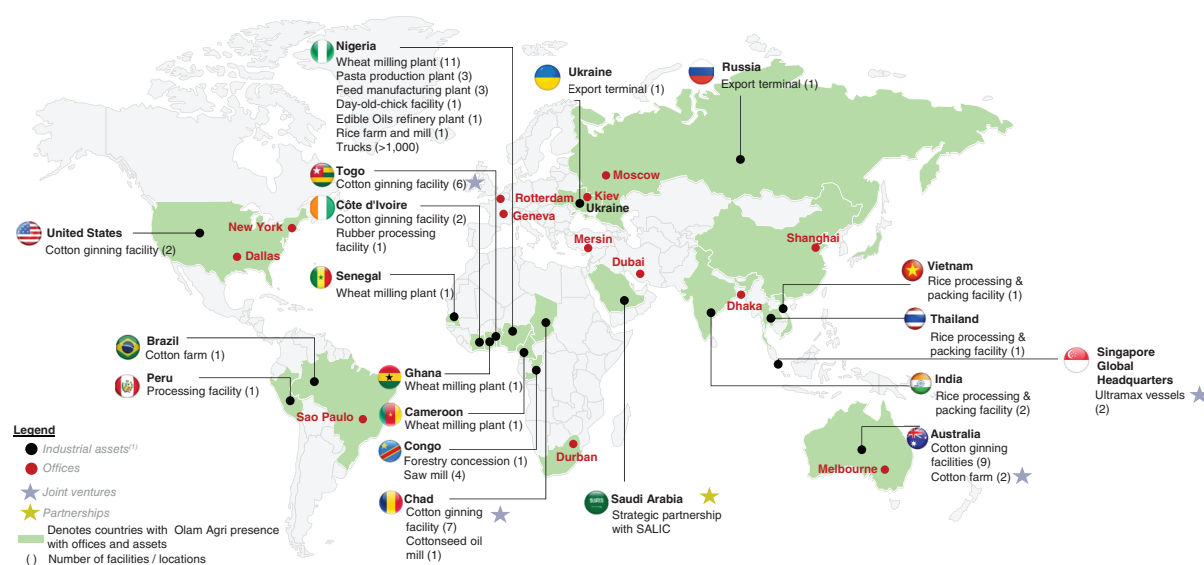 Nigeria
Wheat milling plant (11)
Pasta production plant (3)
Feed manufacturing plant (3)
Day-old-chick facility (1)
Edible Oils refinery plant (1)
Rice farm and mill (1)
Trucks (>1,000)
Ukraine
Export terminal (1)
Russia
Export terminal (1)
Togo
Cotton ginning facility (6)
Côte d'Ivoire
Cotton ginning facility (2)
Rubber processing
facility (1)
Senegal
Wheat milling plant (1)
United States
Cotton ginning facility (2)
New York
Dallas
Moscow
Rotterdam
Kiev
Ukraine
Geneva
Mersin
Dubai
Shanghai
Dhaka
Vietnam
Rice processing &
packing facility (1)
Thailand
Rice processing &
packing facility (1)
Singapore
Global
Headquarters
Ultramax vessels
(2)
India
Rice processing &
packing facility (2)
Australia
Cotton ginning
facilities (9)
Cotton farm (2)
Melbourne
Brazil
Cotton farm (1)
Peru
Processing facility (1)
Sao Paulo
Ghana
Wheat milling plant (1)
Cameroon
Wheat milling plant (1)
Congo
Forestry concession (1)
Saw mill (4)
Durban
Chad
Cotton ginning
facility (7)
Cottonseed oil
mill (1)
Saudi Arabia
Strategic partnership
with SALIC
Legend
Industrial assets(1)
Offices
Joint ventures
Partnerships
Denotes countries with Olam Agri presence
with offices and assets
( ) Number of facilities / locations